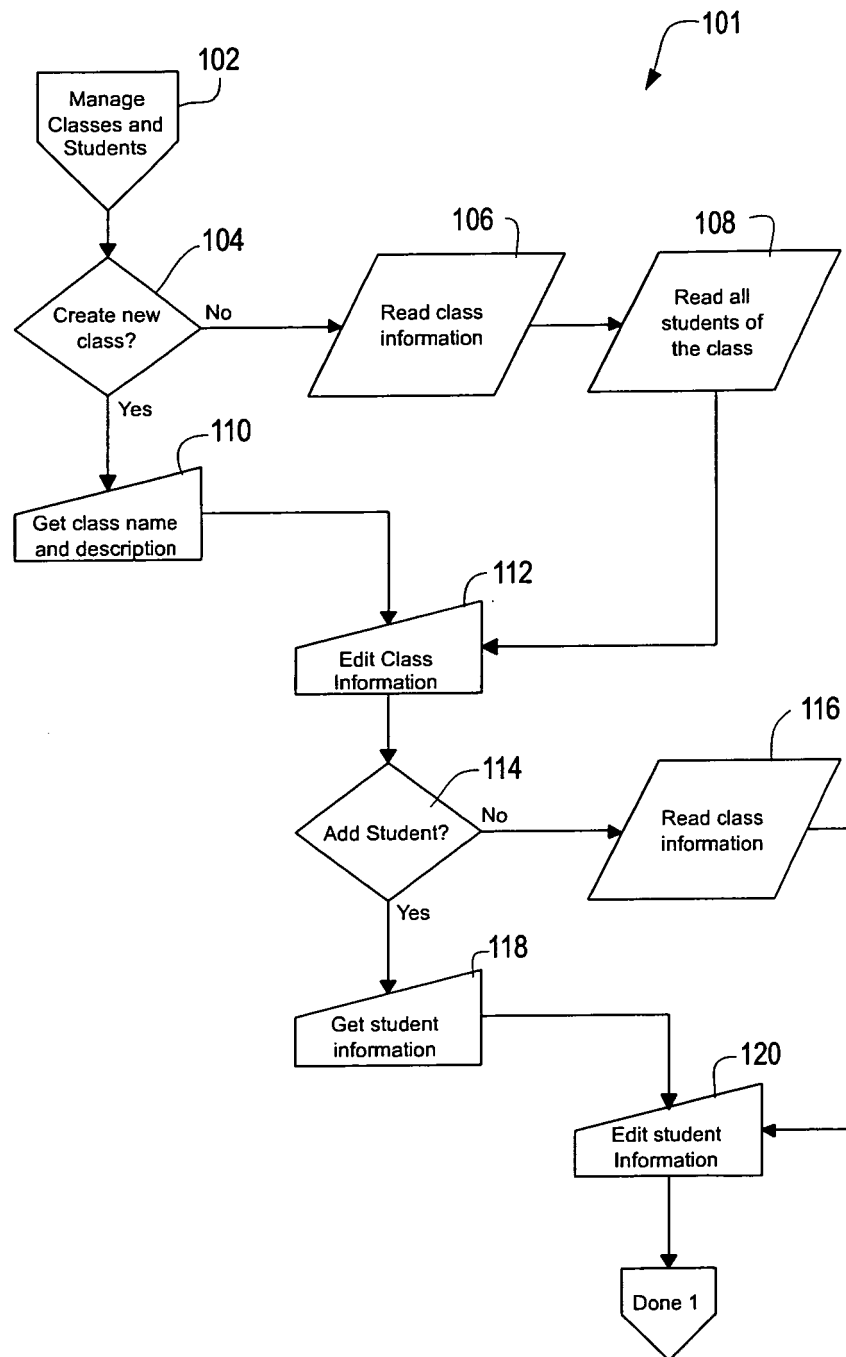 101
102
Manage
Classes and
Students
104
Create new
class?
No
Yes
106
Read class
information
108
Read all
students of
the class
110
Get class name
and description
112
Edit Class
Information
114
Add Student?
No
Yes
116
Read class
information
118
Get student
information
120
Edit student
Information
Done 1